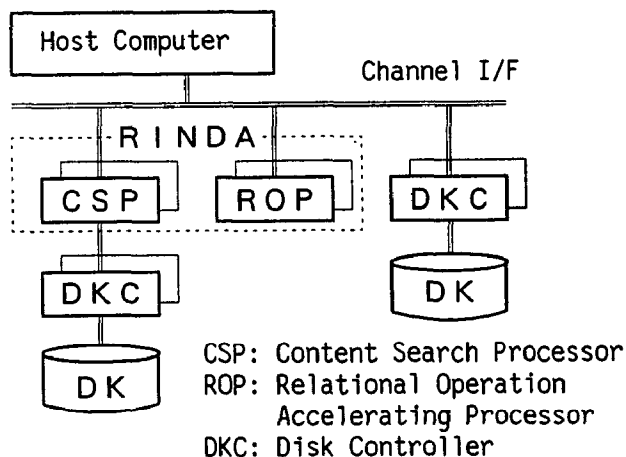 Host Computer
Channel I/F
RINDA
CSP
ROP
DKC
DKC
DK
DK
CSP: Content Search Processor
ROP: Relational Operation
Accelerating Processor
DKC: Disk Controller